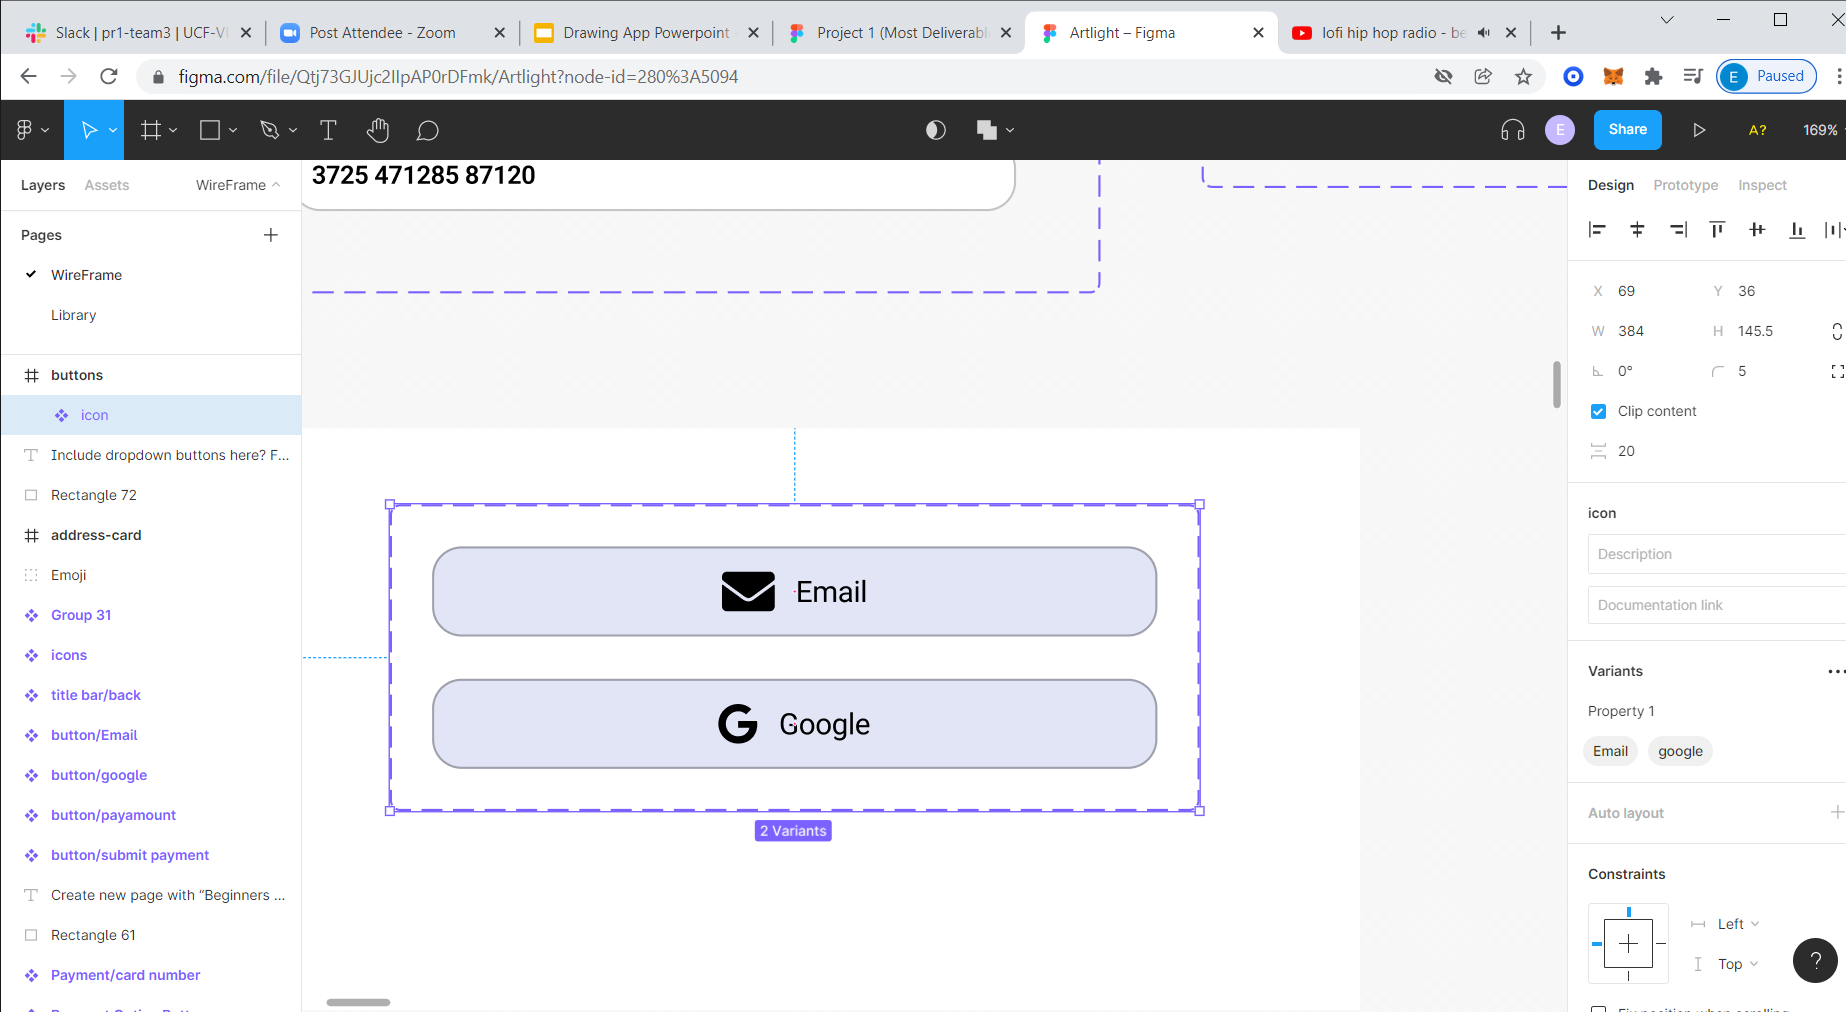 Slack | pr1-team3 | UCF-VI
Post Attendee - Zoom
Drawing App Powerpoint
Project 1 (Most Deliverabl
Artlight – Figma
lofi hip hop radio - be
figma.com/file/Qtj73GJUjc2IIpAP0rDFmk/Artlight?node-id=280%3A5094
E
Paused
E
Share
A?
169%
Layers
Assets
WireFrame
Pages
WireFrame
Library
buttons
icon
Include dropdown buttons here? F...
Rectangle 72
address-card
Emoji
Group 31
icons
title bar/back
button/Email
button/google
button/payamount
button/submit payment
Create new page with “Beginners ...
Rectangle 61
Payment/card number
3725 471285 87120
Email
Google
2 Variants
Design
Prototype
Inspect
X 69
Y 36
W 384
H 145.5
0°
5
Clip content
20
icon
Description
Documentation link
Variants
Property 1
Email
google
Auto layout
Constraints
Left
Top
?